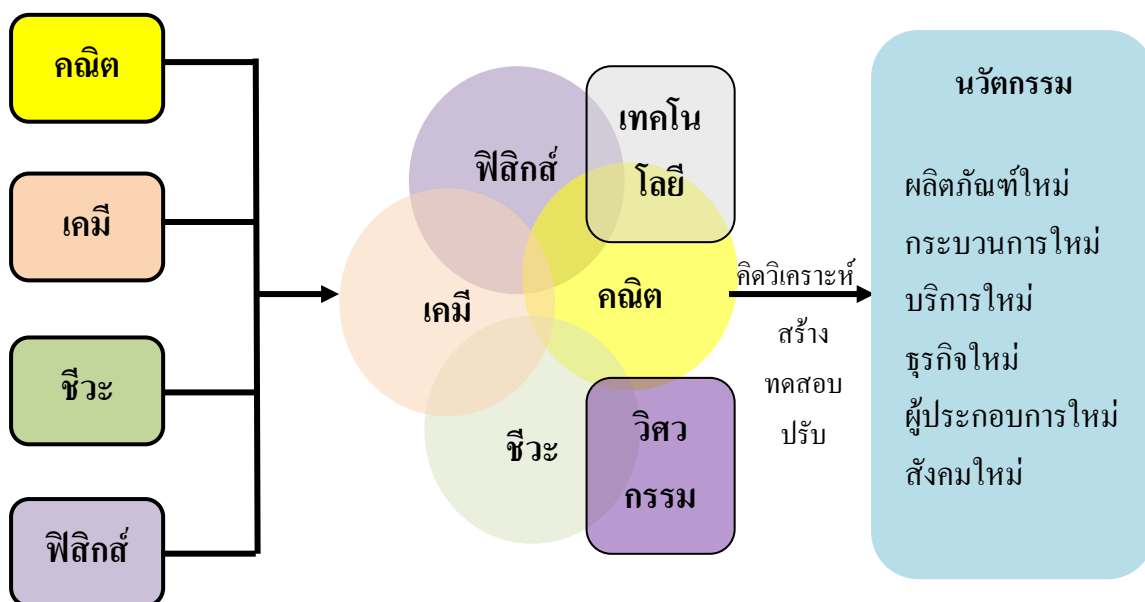 คณิต
เคมี
ชีวะ
ฟิสิกส์
ฟิสิกส์
เทคโน
โลยี
เคมี
คณิต
ชีวะ
วิศว
กรรม
คิดวิเคราะห์
สร้าง
ทดสอบ
ปรับ
นวัตกรรม
ผลิตภัณฑ์ใหม่
กระบวนการใหม่
บริการใหม่
ธุรกิจใหม่
ผู้ประกอบการใหม่
สังคมใหม่